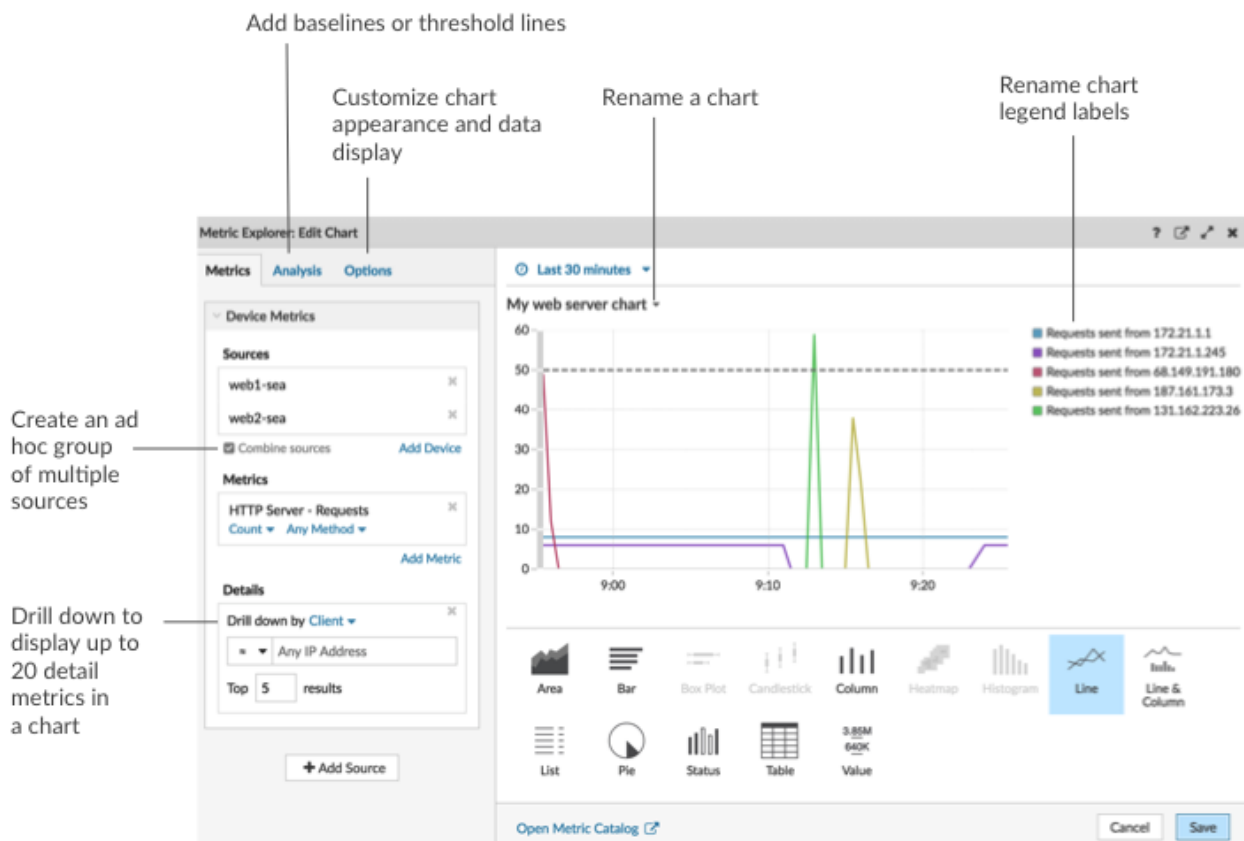 Add baselines or threshold lines
Customize chart
appearance and data
display
Rename a chart
Rename chart
legend labels
Metric Explorer: Edit Chart
?
Metrics Analysis Options
Last 30 minutes
Device Metrics
Sources
web1-sea
web2-sea
Combine sources Add Device
Create an ad
hoc group
of multiple
sources
Metrics
HTTP Server - Requests
Count Any Method
Add Metric
Details
Drill down by Client
= Any IP Address
Top 5 results
Drill down to
display up to
20 detail
metrics in
a chart
+ Add Source
My web server chart
60
50
40
30
20
10
0
9:00 9:10 9:20
Requests sent from 172.21.1.1
Requests sent from 172.21.1.245
Requests sent from 68.149.191.180
Requests sent from 187.161.173.3
Requests sent from 131.162.223.26
Area Bar Box Plot Candlestick Column Heatmap Histogram Line Line &
Column
3.85M
640K
List Pie Status Table Value
Open Metric Catalog
Cancel Save